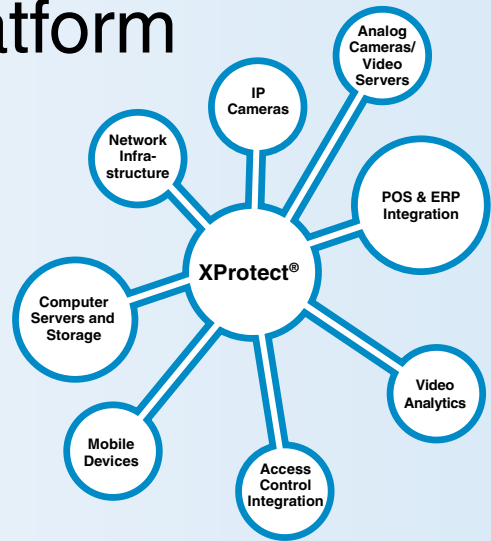 Analog
Cameras/
Video
Servers
IP
Cameras
Network
Infra-
structure
POS & ERP
Integration
XProtect®
Computer
Servers and
Storage
Video
Analytics
Mobile
Devices
Access
Control
Integration